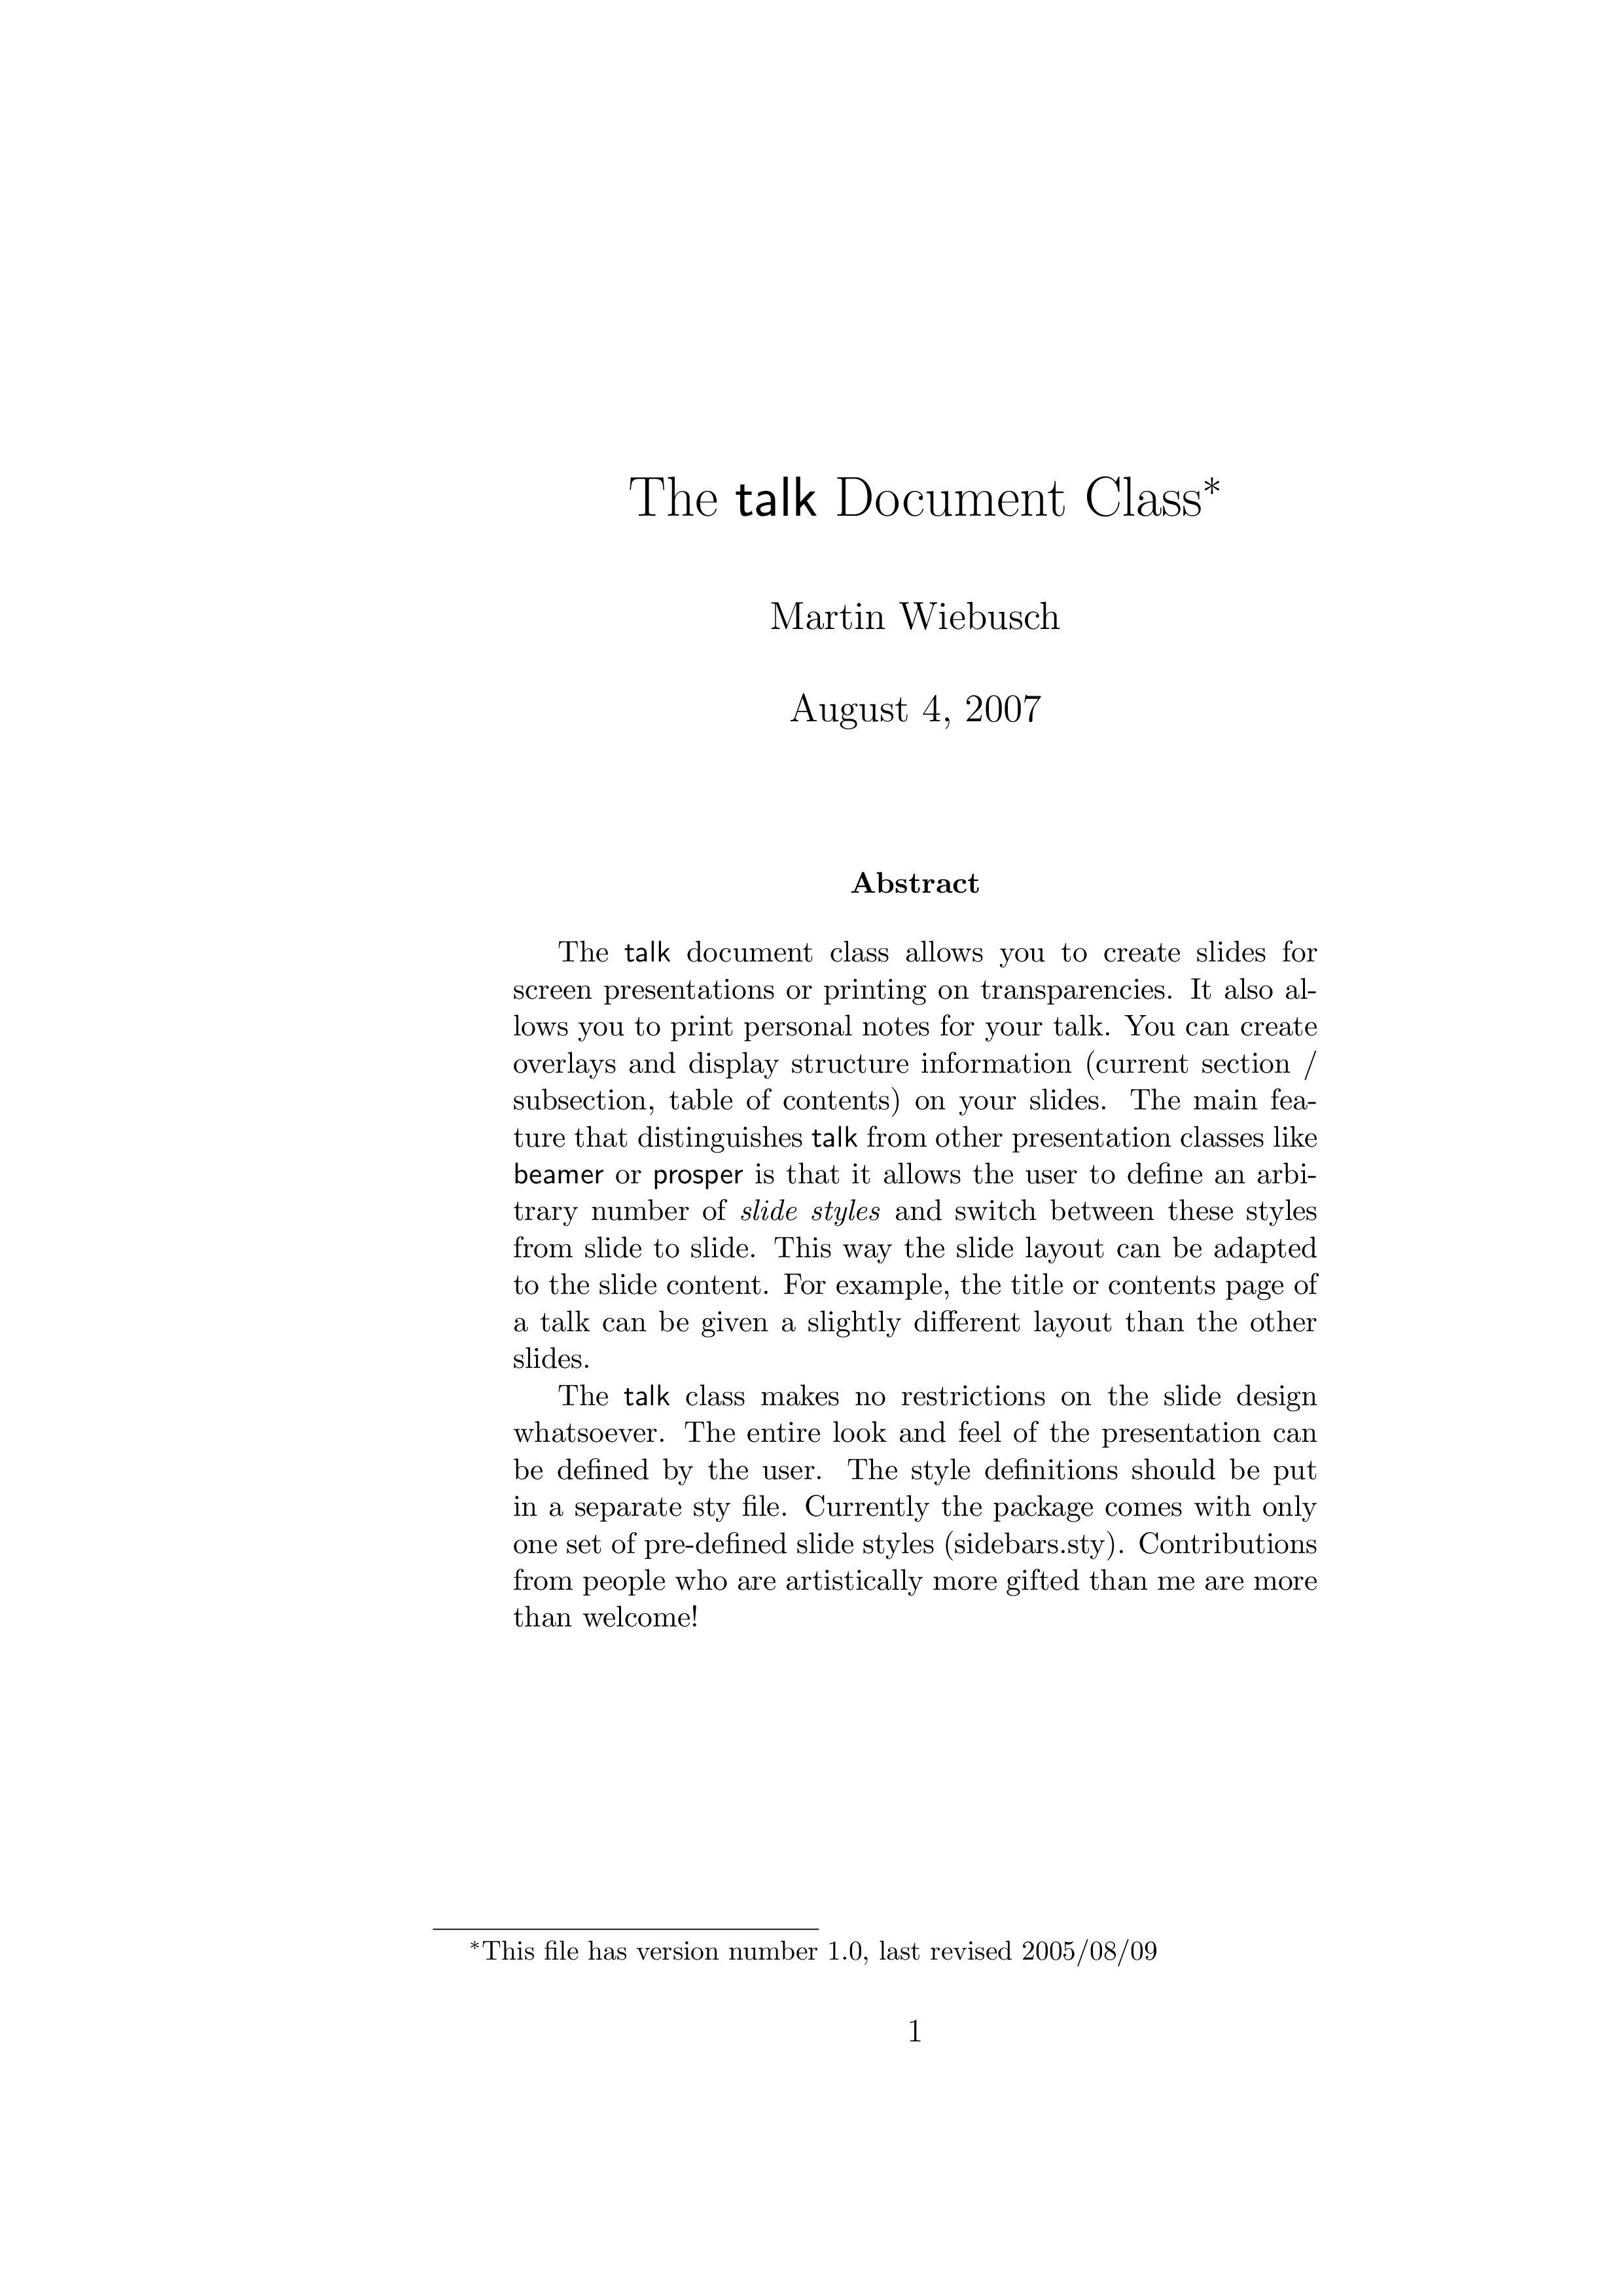 The talk Document Class*
Martin Wiebusch
August 4, 2007
Abstract
The talk document class allows you to create slides for
screen presentations or printing on transparencies. It also al-
lows you to print personal notes for your talk. You can create
overlays and display structure information (current section /
subsection, table of contents) on your slides. The main fea-
ture that distinguishes talk from other presentation classes like
beamer or prosper is that it allows the user to define an arbi-
trary number of slide styles and switch between these styles
from slide to slide. This way the slide layout can be adapted
to the slide content. For example, the title or contents page of
a talk can be given a slightly different layout than the other
slides.
The talk class makes no restrictions on the slide design
whatsoever. The entire look and feel of the presentation can
be defined by the user. The style definitions should be put
in a separate sty file. Currently the package comes with only
one set of pre-defined slide styles (sidebars.sty). Contributions
from people who are artistically more gifted than me are more
than welcome!
*This file has version number 1.0, last revised 2005/08/09
1